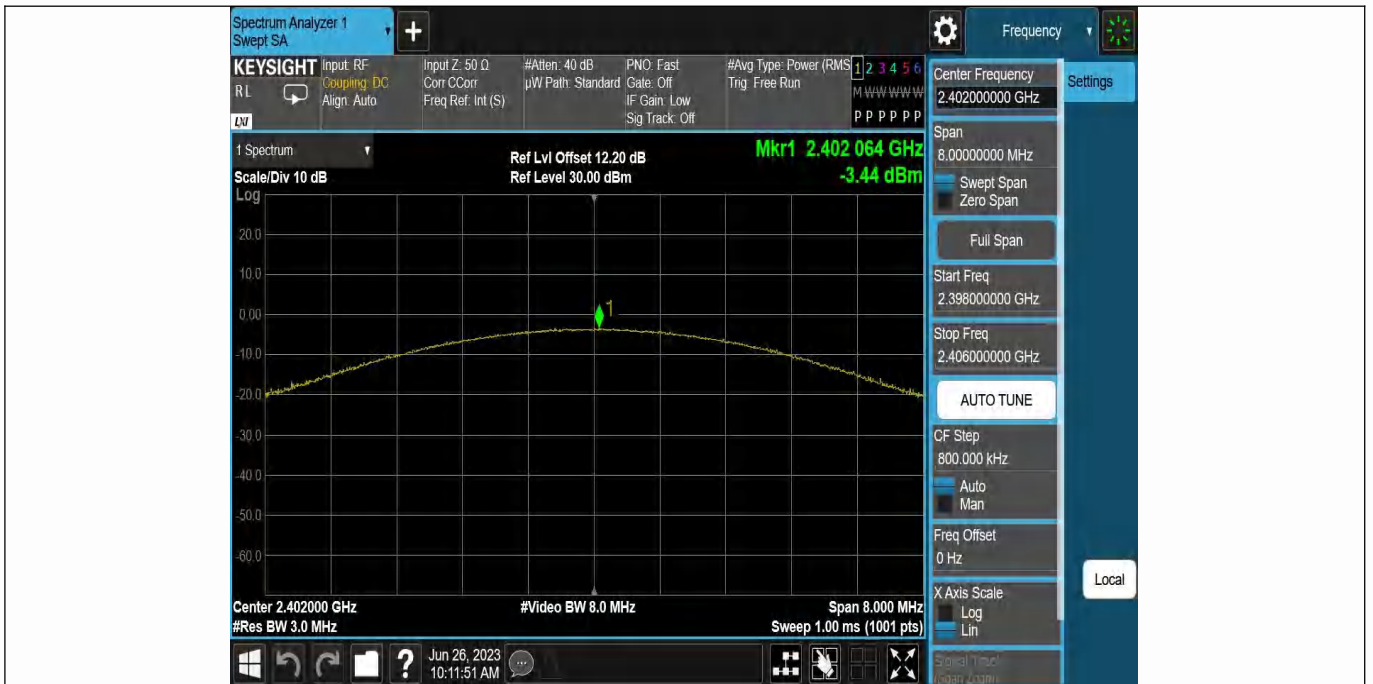 Spectrum Analyzer 1
Swept SA
+
Frequency
KEYSIGHT
RL
LXI
Input: RF
Coupling: DC
Align: Auto
Input Z: 50 Ω
Corr CCorr
Freq Ref: Int (S)
#Atten: 40 dB
µW Path: Standard
PNO: Fast
Gate: Off
IF Gain: Low
Sig Track: Off
#Avg Type: Power (RMS
Trig: Free Run
1 2 3 4 5 6
M W W W W W
P P P P P P
1 Spectrum
Scale/Div 10 dB
Log
Ref Lvl Offset 12.20 dB
Ref Level 30.00 dBm
Mkr1 2.402 064 GHz
-3.44 dBm
20.0
10.0
0.00
-10.0
-20.0
-30.0
-40.0
-50.0
-60.0
1
Center 2.402000 GHz
#Res BW 3.0 MHz
#Video BW 8.0 MHz
Span 8.000 MHz
Sweep 1.00 ms (1001 pts)
Center Frequency
2.402000000 GHz
Settings
Span
8.00000000 MHz
Swept Span
Zero Span
Full Span
Start Freq
2.398000000 GHz
Stop Freq
2.406000000 GHz
AUTO TUNE
CF Step
800.000 kHz
Auto
Man
Freq Offset
0 Hz
X Axis Scale
Log
Lin
Local
Signal Track
(Span Zoom)
?
Jun 26, 2023
10:11:51 AM